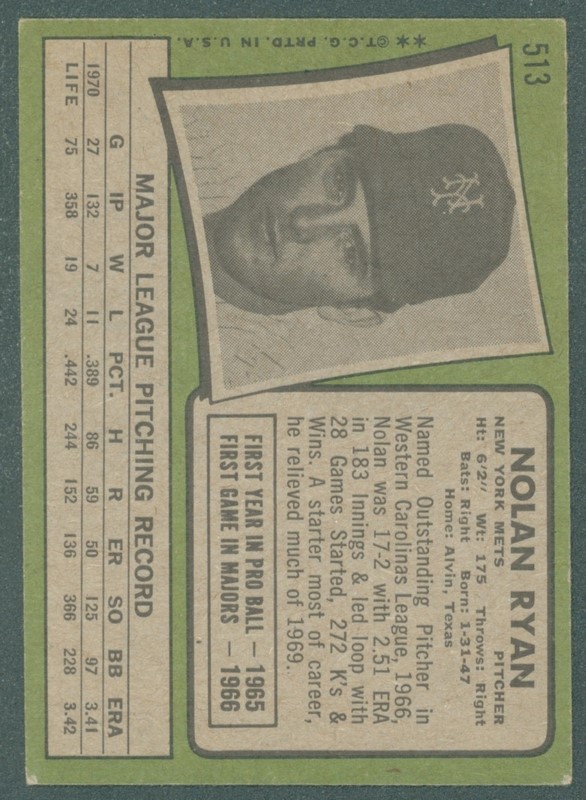 513
** ©T.C.G. PRTD. IN U.S.A.
NY
NOLAN RYAN
NEW YORK METS PITCHER
Ht: 6'2" Wt: 175 Throws: Right
Bats: Right Born: 1-31-47
Home: Alvin, Texas
Named Outstanding Pitcher in
Western Carolinas League, 1966,
Nolan was 17-2 with 2.51 ERA
in 183 Innings & led loop with
28 Games Started, 272 K's &
Wins. A starter most of career,
he relieved much of 1969.
FIRST YEAR IN PRO BALL — 1965
FIRST GAME IN MAJORS — 1966
MAJOR LEAGUE PITCHING RECORD
G IP W L PCT. H R ER SO BB ERA
1970 27 132 7 11 .389 86 59 50 125 97 3.41
LIFE 75 358 19 24 .442 244 152 136 366 228 3.42